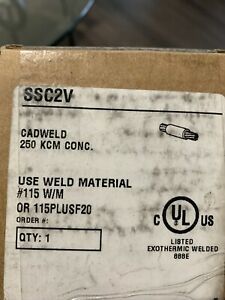 SSC2V
CADWELD
250 KCM CONC.
USE WELD MATERIAL
#115 W/M
OR 115PLUSF20
ORDER #:
QTY: 1
C UL US
LISTED
EXOTHERMIC WELDED
888E